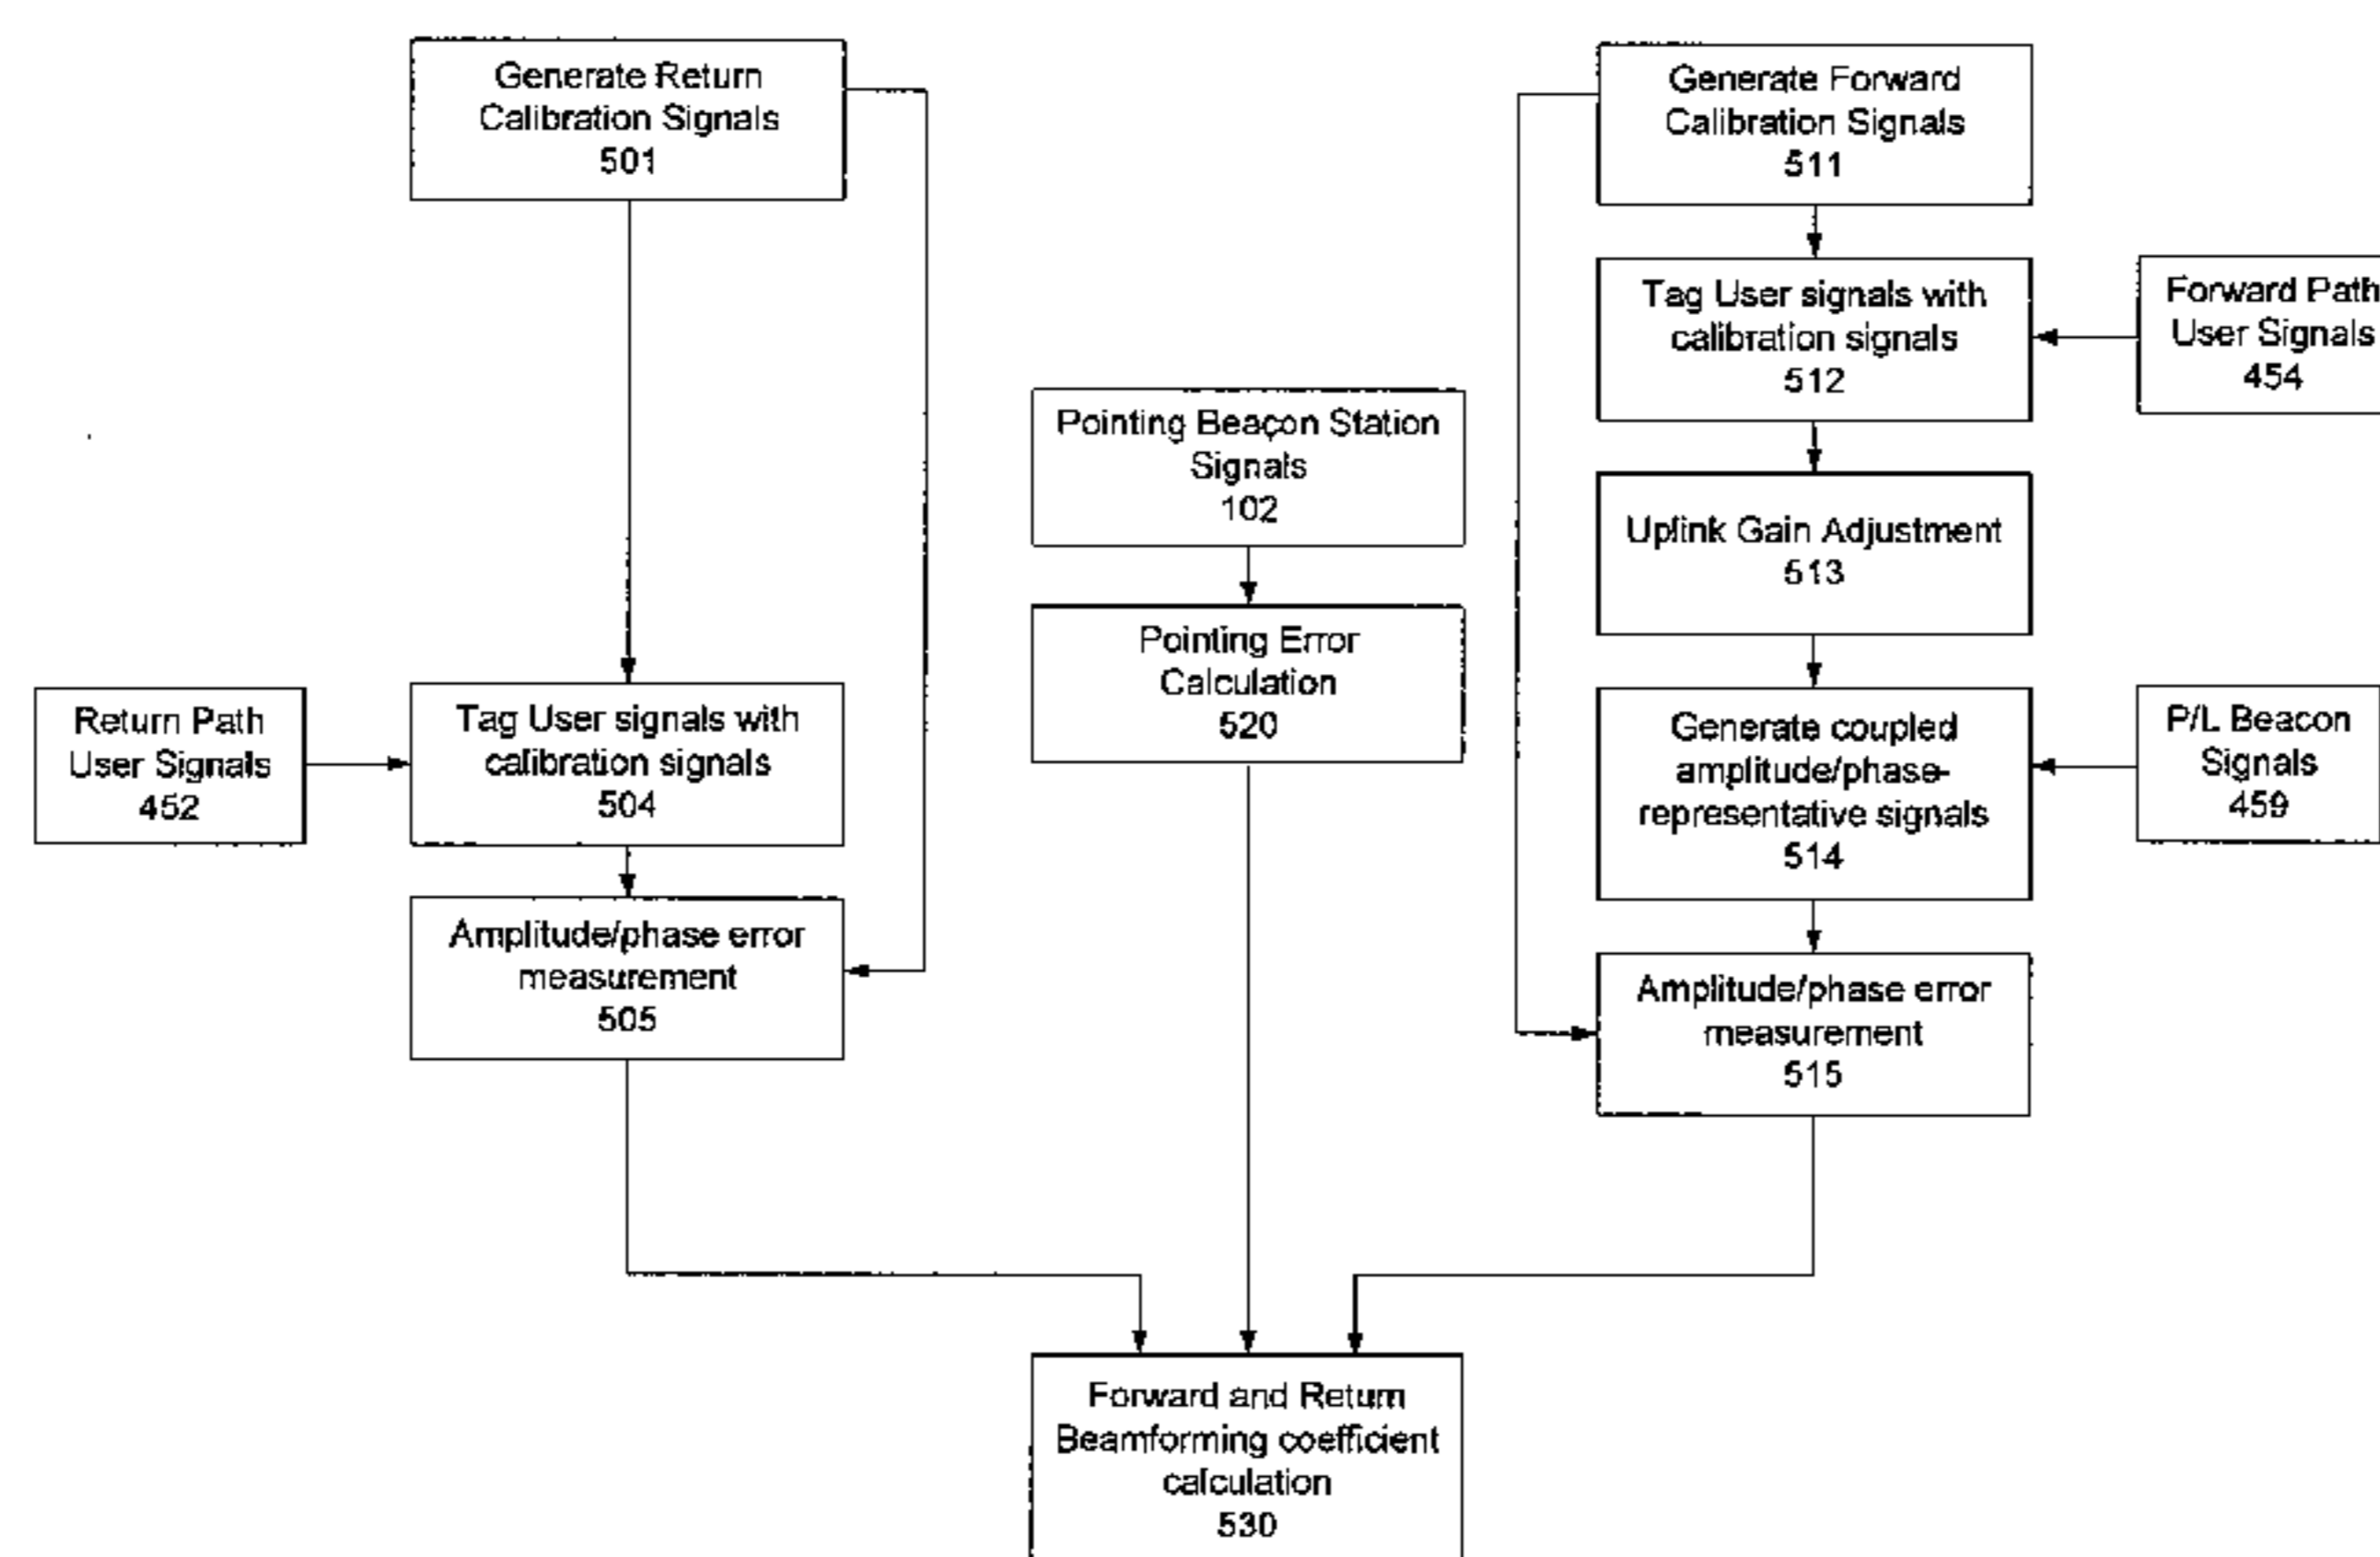 Generate Return
Calibration Signals
501
Generate Forward
Calibration Signals
511
Tag User signals with
calibration signals
512
Forward Path
User Signals
454
Pointing Beacon Station
Signals
102
Uplink Gain Adjustment
513
Pointing Error
Calculation
520
Return Path
User Signals
452
Tag User signals with
calibration signals
504
Generate coupled
amplitude/phase-
representative signals
514
P/L Beacon
Signals
459
Amplitude/phase error
measurement
505
Amplitude/phase error
measurement
515
Forward and Return
Beamforming coefficient
calculation
530